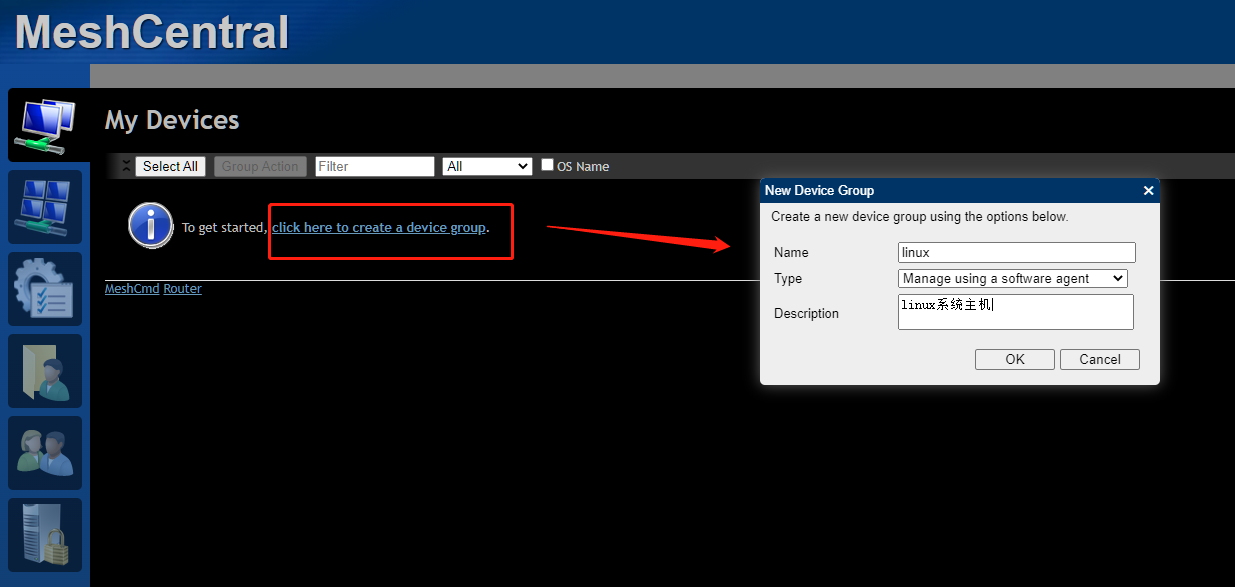 MeshCentral
My Devices
Select All Group Action Filter All OS Name
To get started, click here to create a device group.
MeshCmd Router
New Device Group
Create a new device group using the options below.
Name linux
Type Manage using a software agent
Description linux系统主机
OK Cancel